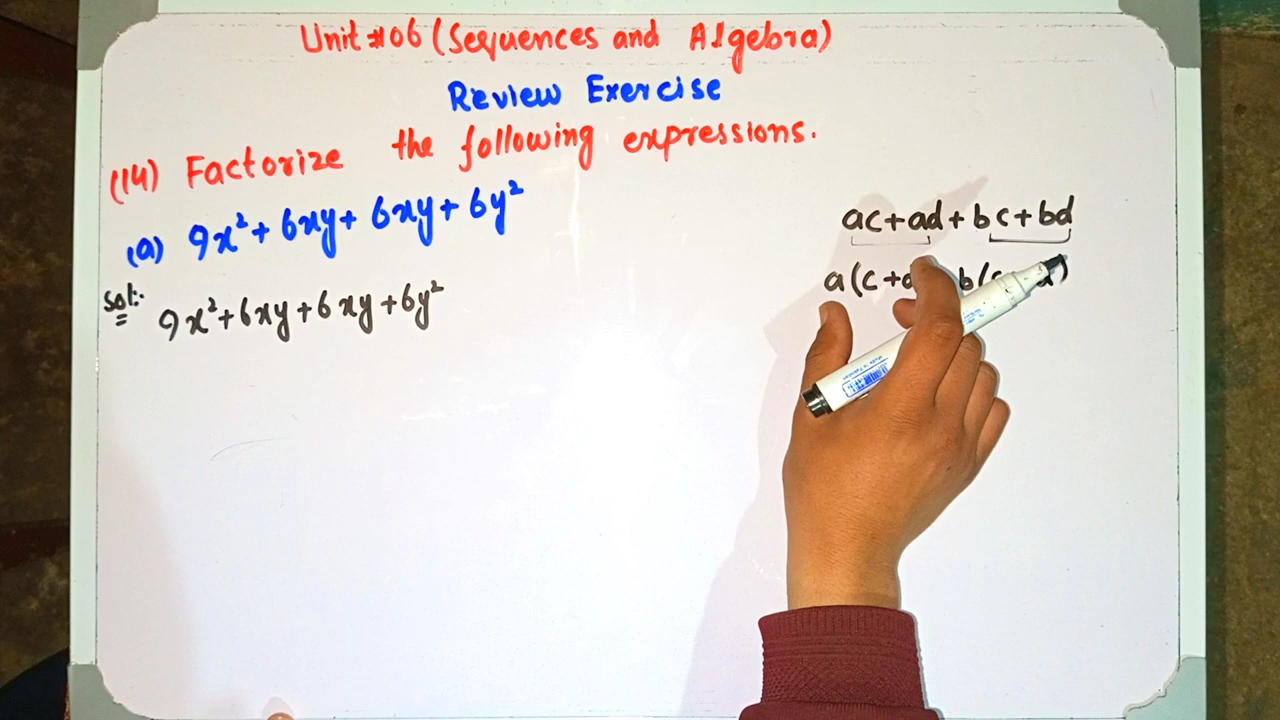 Unit #06 (Sequences and Algebra)
Review Exercise
(14) Factorize the following expressions.
(a) 9x² + 6xy + 6xy + 6y²
Sol:-
9x² + 6xy + 6xy + 6y²
ac + ad + bc + bd
a(c + b(